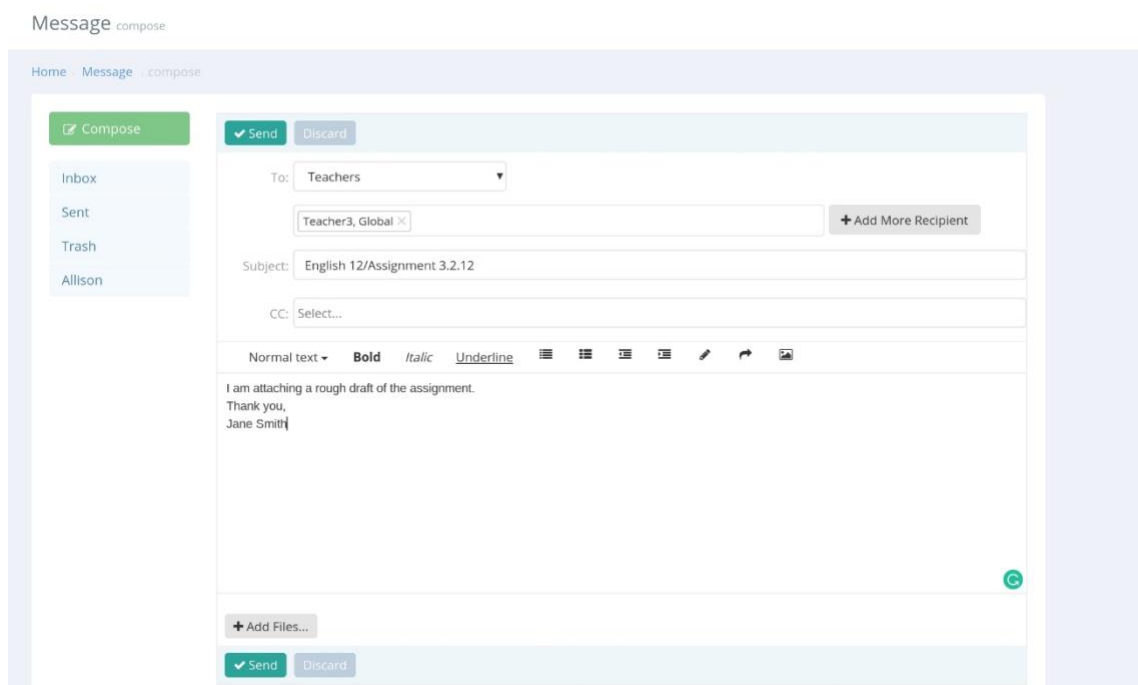 Message compose
Home Message compose
Compose
Send Discard
Inbox
Sent
Trash
Allison
To: Teachers
Teacher3, Global
Add More Recipient
Subject: English 12/Assignment 3.2.12
CC: Select...
Normal text Bold Italic Underline
I am attaching a rough draft of the assignment.
Thank you,
Jane Smith
Add Files...
Send Discard